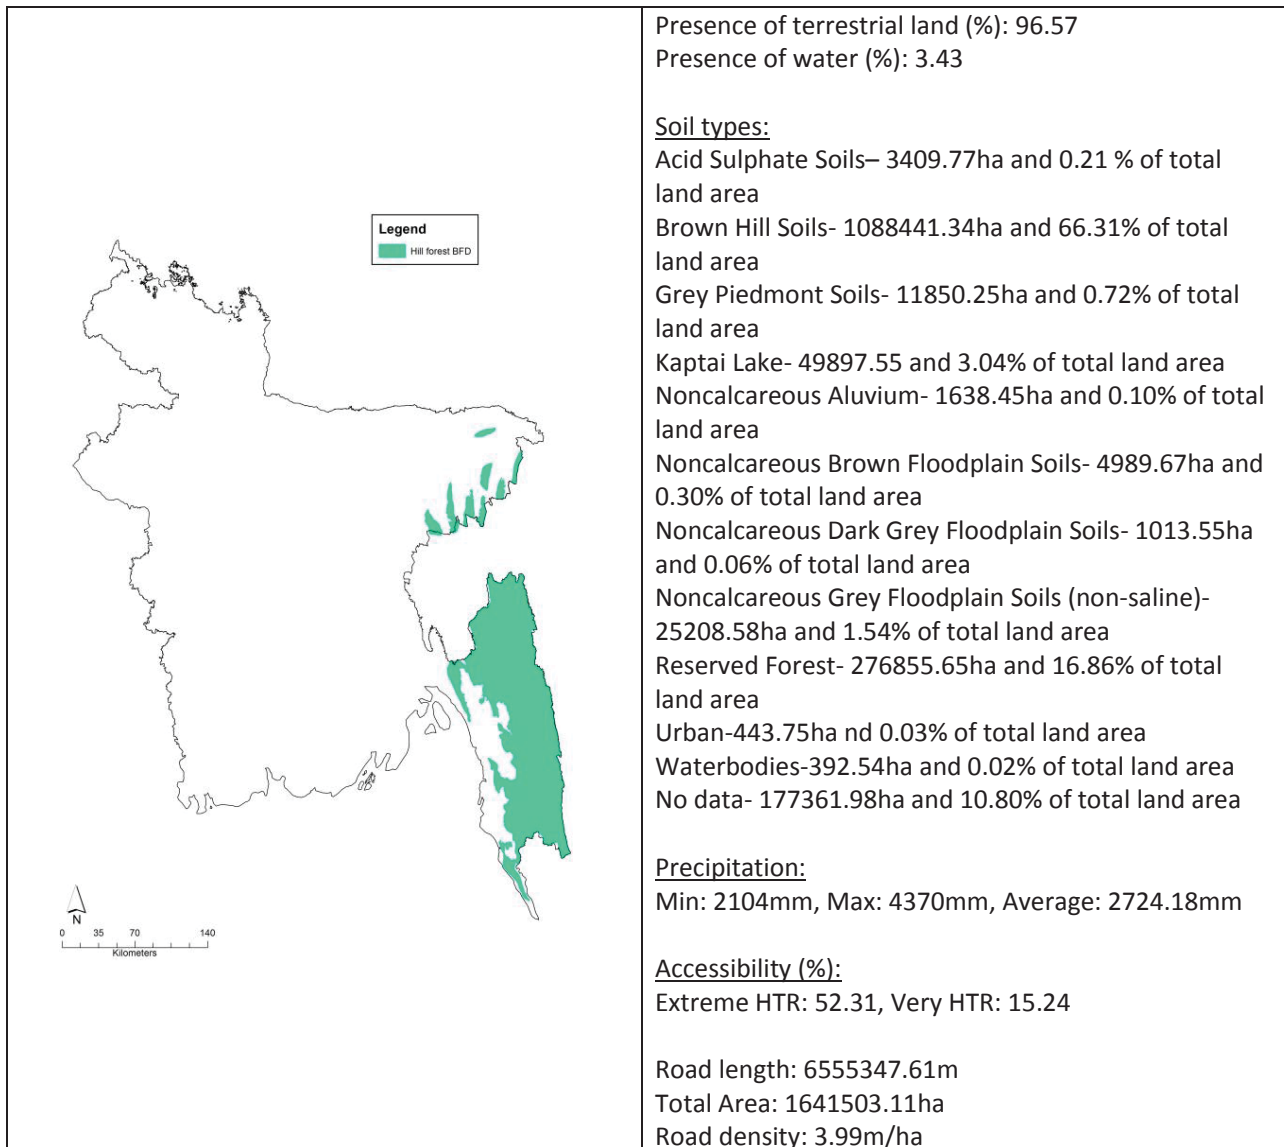 Legend
Hill forest BFD
N
0 35 70 140
Kilometers
Presence of terrestrial land (%): 96.57
Presence of water (%): 3.43
Soil types:
Acid Sulphate Soils– 3409.77ha and 0.21 % of total
land area
Brown Hill Soils- 1088441.34ha and 66.31% of total
land area
Grey Piedmont Soils- 11850.25ha and 0.72% of total
land area
Kaptai Lake- 49897.55 and 3.04% of total land area
Noncalcareous Aluvium- 1638.45ha and 0.10% of total
land area
Noncalcareous Brown Floodplain Soils- 4989.67ha and
0.30% of total land area
Noncalcareous Dark Grey Floodplain Soils- 1013.55ha
and 0.06% of total land area
Noncalcareous Grey Floodplain Soils (non-saline)-
25208.58ha and 1.54% of total land area
Reserved Forest- 276855.65ha and 16.86% of total
land area
Urban-443.75ha nd 0.03% of total land area
Waterbodies-392.54ha and 0.02% of total land area
No data- 177361.98ha and 10.80% of total land area
Precipitation:
Min: 2104mm, Max: 4370mm, Average: 2724.18mm
Accessibility (%):
Extreme HTR: 52.31, Very HTR: 15.24
Road length: 6555347.61m
Total Area: 1641503.11ha
Road density: 3.99m/ha